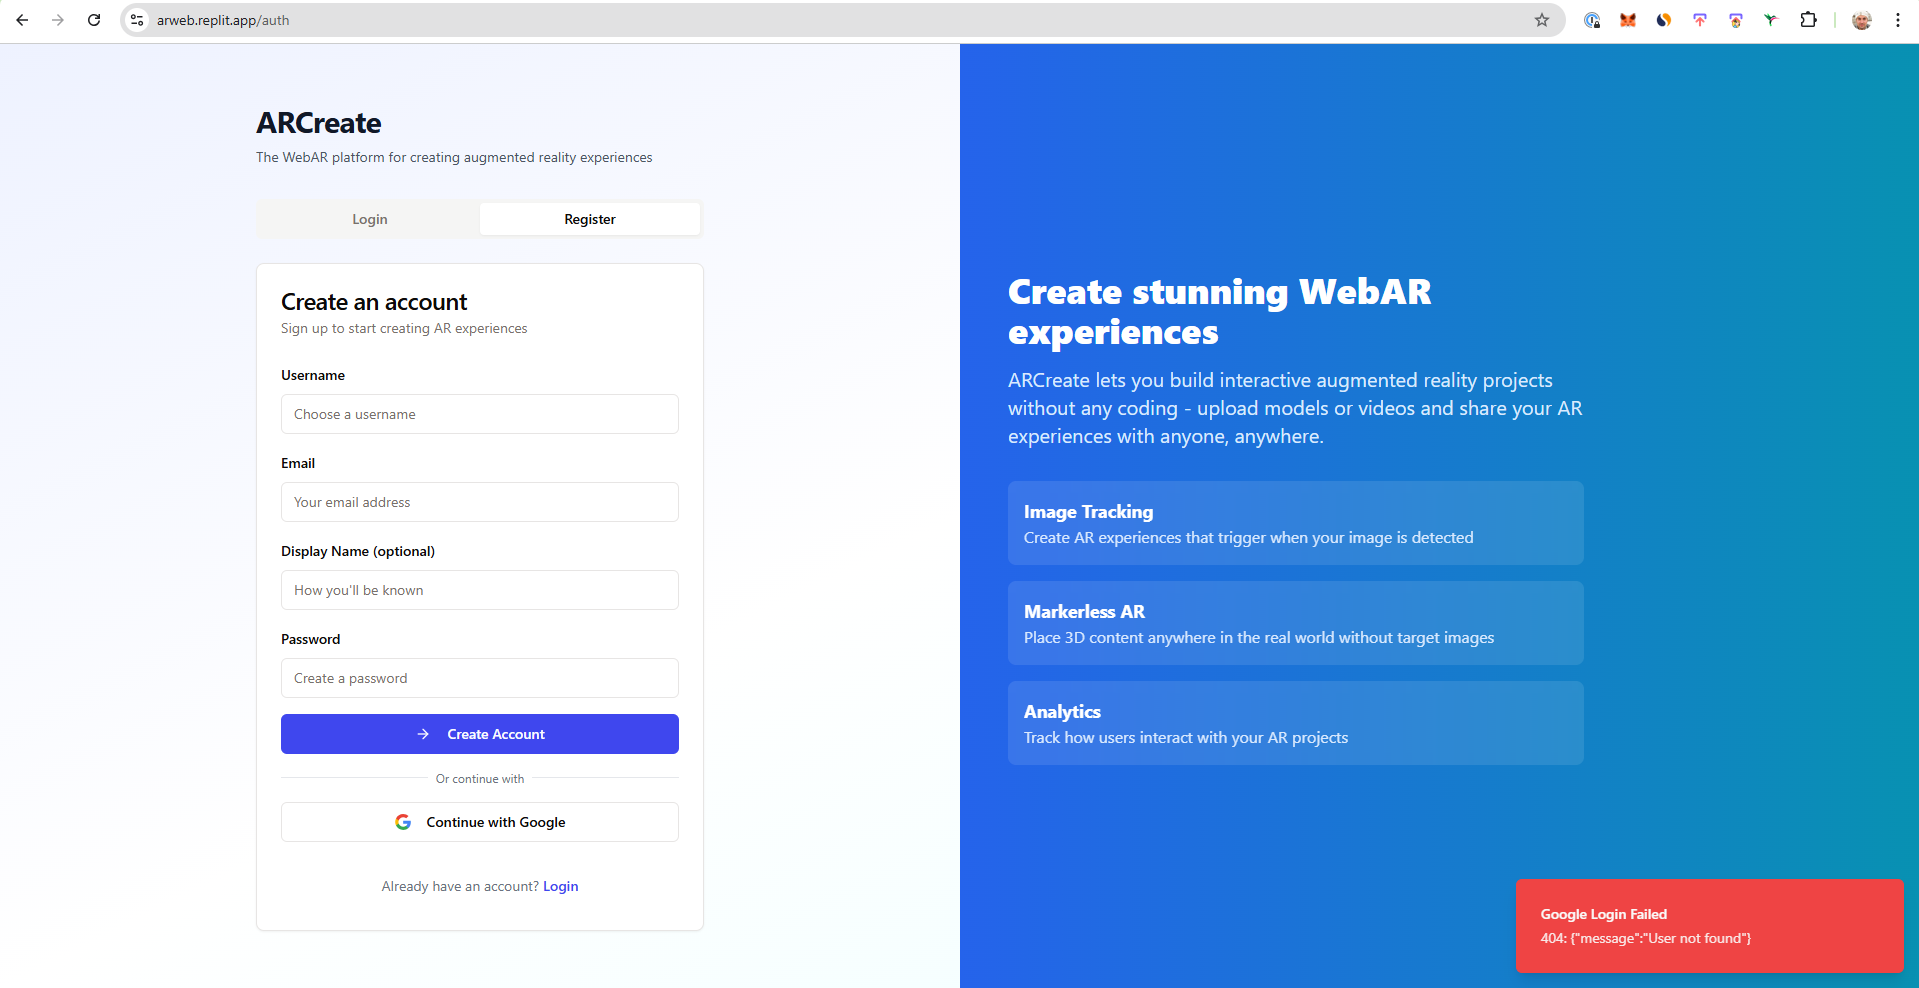 arweb.replit.app/auth
ARCreate
The WebAR platform for creating augmented reality experiences
Login
Register
Create an account
Sign up to start creating AR experiences
Username
Choose a username
Email
Your email address
Display Name (optional)
How you'll be known
Password
Create a password
Create Account
Or continue with
Continue with Google
Already have an account? Login
Create stunning WebAR
experiences
ARCreate lets you build interactive augmented reality projects
without any coding - upload models or videos and share your AR
experiences with anyone, anywhere.
Image Tracking
Create AR experiences that trigger when your image is detected
Markerless AR
Place 3D content anywhere in the real world without target images
Analytics
Track how users interact with your AR projects
Google Login Failed
404: {"message":"User not found"}